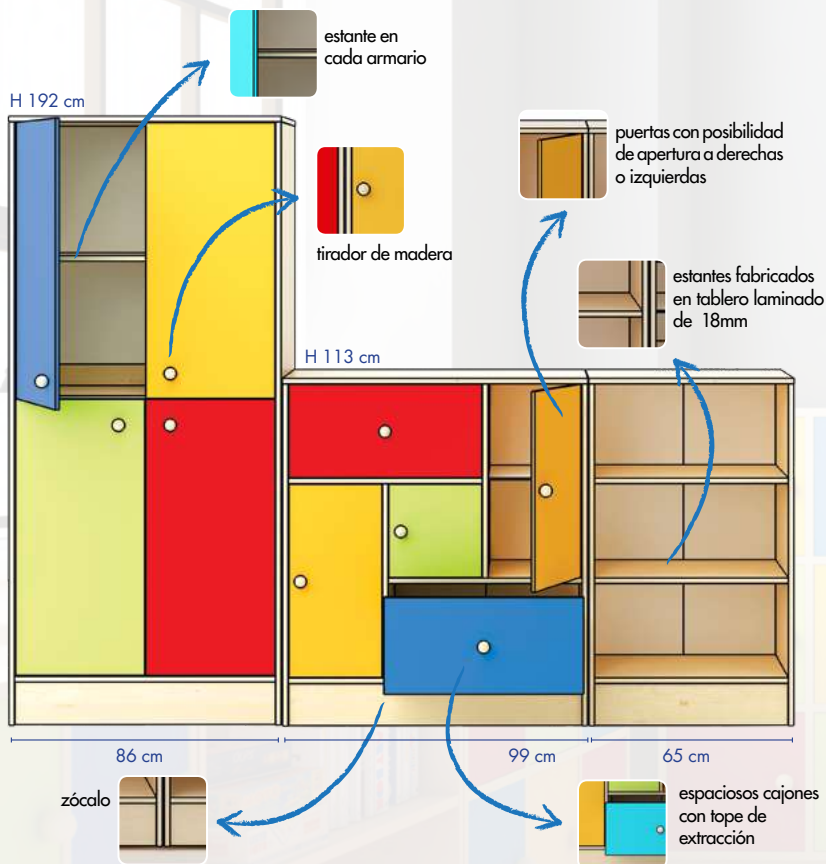 estante en
cada armario
H 192 cm
puertas con posibilidad
de apertura a derechas
o izquierdas
tirador de madera
estantes fabricados
en tablero laminado
de 18mm
H 113 cm
86 cm
99 cm
65 cm
zócalo
espaciosos cajones
con tope de
extracción